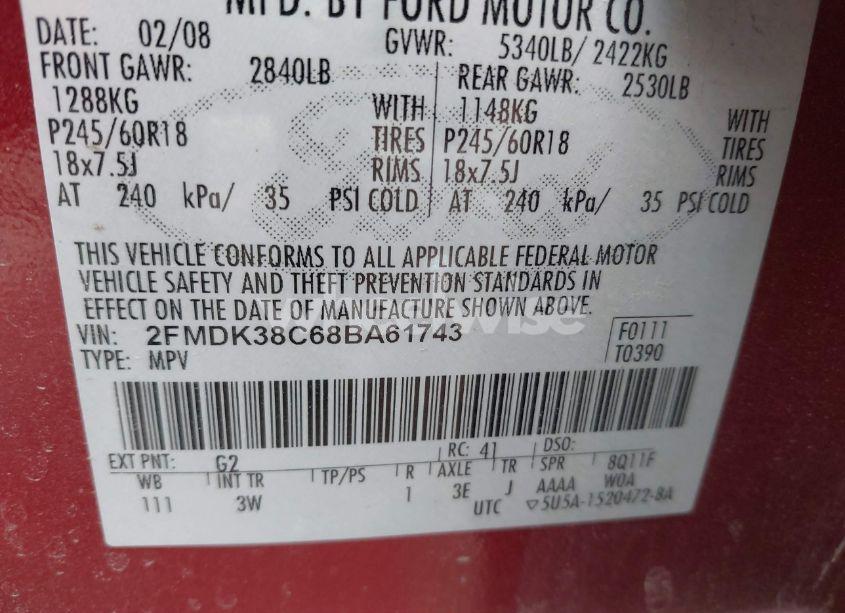 MFD. BY FORD MOTOR CO.
DATE: 02/08 GVWR: 5340LB/ 2422KG
FRONT GAWR: 2840LB REAR GAWR: 2530LB
1288KG WITH 1148KG WITH
P245/60R18 TIRES P245/60R18 TIRES
18x7.5J RIMS 18x7.5J RIMS
AT 240 kPa/ 35 PSI COLD AT 240 kPa/ 35 PSI COLD
THIS VEHICLE CONFORMS TO ALL APPLICABLE FEDERAL MOTOR
VEHICLE SAFETY AND THEFT PREVENTION STANDARDS IN
EFFECT ON THE DATE OF MANUFACTURE SHOWN ABOVE.
VIN: 2FMDK38C68BA61743 F0111
TYPE: MPV T0390
EXT PNT: G2 RC: 41 DSO:
WB INT TR TP/PS R AXLE TR SPR 8Q11F
111 3W 1 3E J AAAA W0A
UTC ▽5U5A-1520472-BA